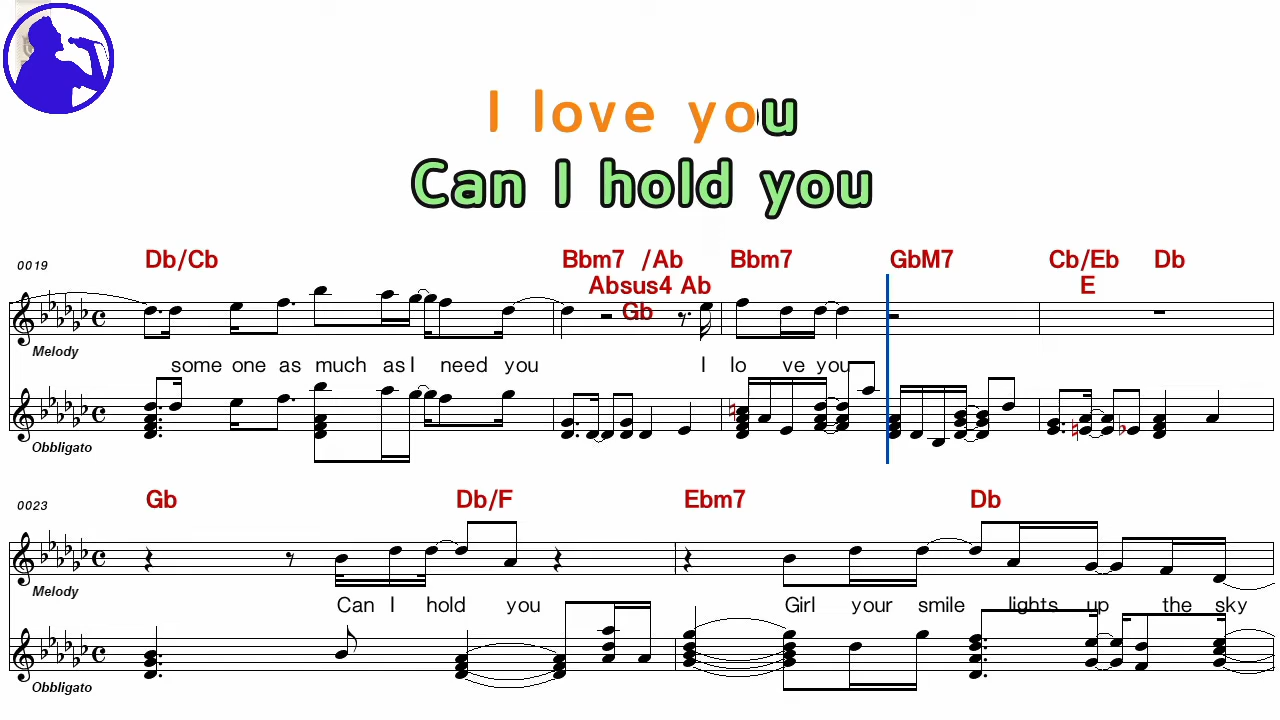 I love you
Can I hold you
0019
Db/Cb Bbm7 /Ab Bbm7 GbM7 Cb/Eb Db
Absus4 Ab E
Gb
Melody
some one as much as I need you I lo ve you
Obbligato
0023
Gb Db/F Ebm7 Db
Melody
Can I hold you Girl your smile lights up the sky
Obbligato